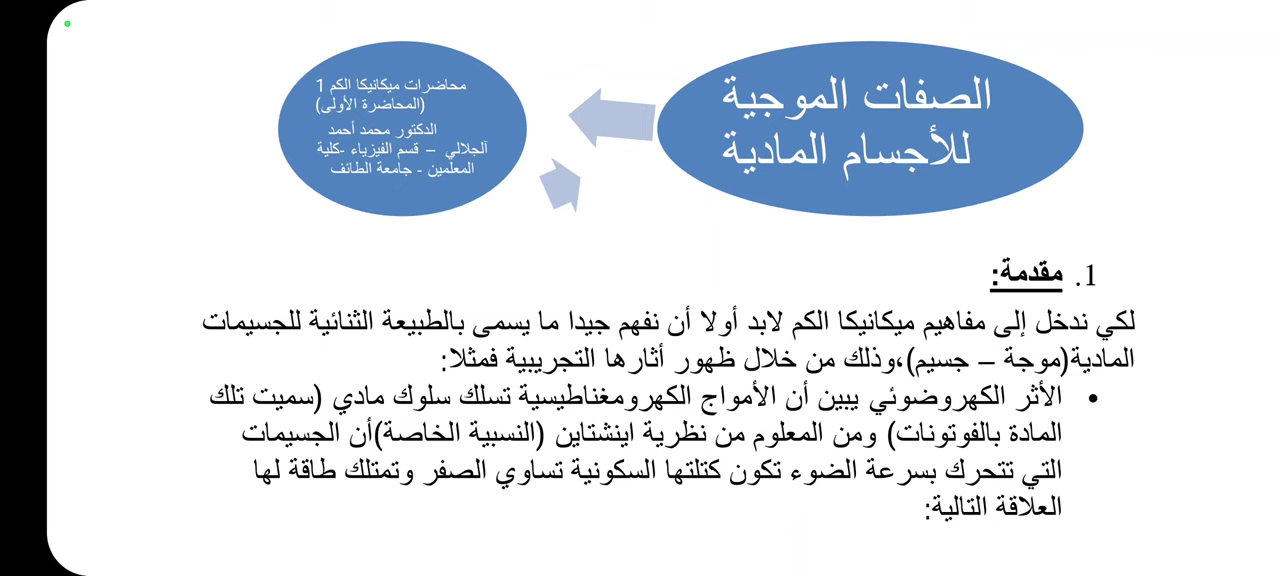 الصفات الموجية
للأجسام المادية
محاضرات ميكانيكا الكم 1
(المحاضرة الأولى)
الدكتور محمد أحمد
الجلالي – قسم الفيزياء -كلية
المعلمين - جامعة الطائف
1. مقدمة:
لكي ندخل إلى مفاهيم ميكانيكا الكم لابد أولا أن نفهم جيدا ما يسمى بالطبيعة الثنائية للجسيمات
المادية(موجة – جسيم)،وذلك من خلال ظهور أثارها التجريبية فمثلا:
• الأثر الكهروضوئي يبين أن الأمواج الكهرومغناطيسية تسلك سلوك مادي (سميت تلك
المادة بالفوتونات) ومن المعلوم من نظرية اينشتاين (النسبية الخاصة)أن الجسيمات
التي تتحرك بسرعة الضوء تكون كتلتها السكونية تساوي الصفر وتمتلك طاقة لها
العلاقة التالية: